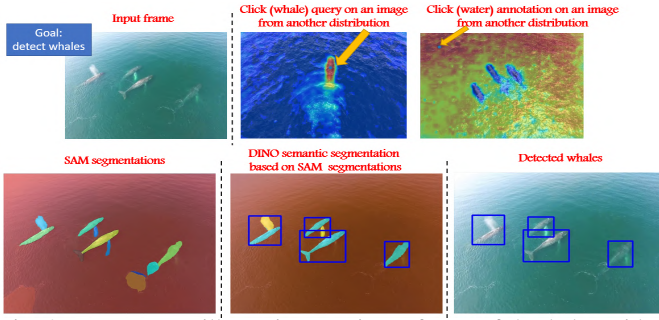 Input frame
Goal:
detect whales
Click (whale) query on an image
from another distribution
Click (water) annotation on an image
from another distribution
SAM segmentations
DINO semantic segmentation
based on SAM segmentations
Detected whales